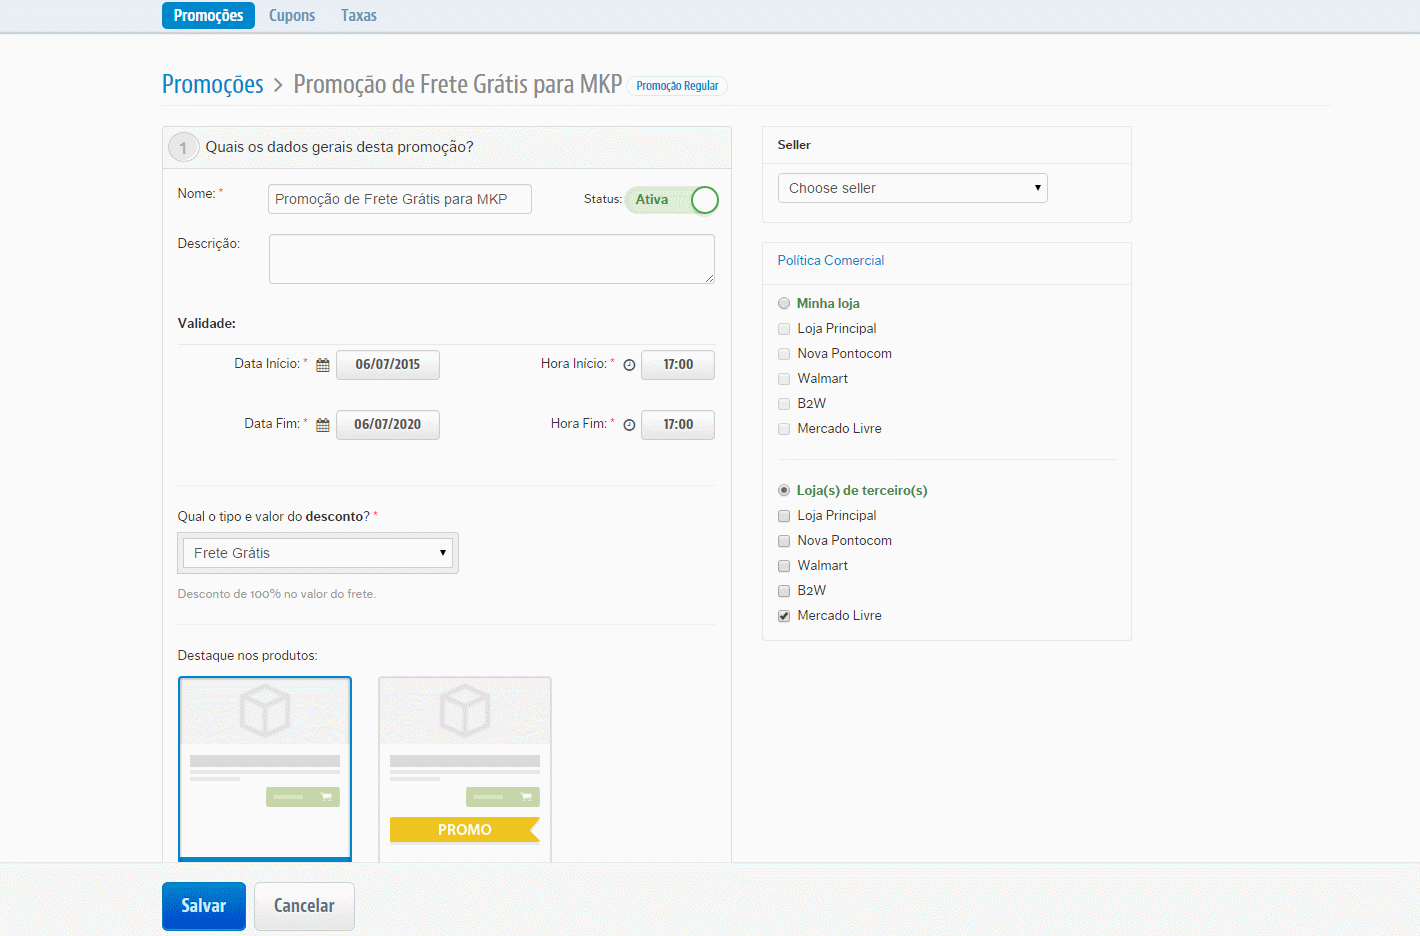 Promoções Cupons Taxas
Promoções > Promoção de Frete Grátis para MKP Promoção Regular
1 Quais os dados gerais desta promoção?
Nome: * Promoção de Frete Grátis para MKP Status: Ativa
Descrição:
Validade:
Data Início: * 06/07/2015 Hora Início: * 17:00
Data Fim: * 06/07/2020 Hora Fim: * 17:00
Qual o tipo e valor do desconto? *
Frete Grátis
Desconto de 100% no valor do frete.
Destaque nos produtos:
PROMO
Seller
Choose seller
Política Comercial
Minha loja
Loja Principal
Nova Pontocom
Walmart
B2W
Mercado Livre
Loja(s) de terceiro(s)
Loja Principal
Nova Pontocom
Walmart
B2W
Mercado Livre
Salvar Cancelar